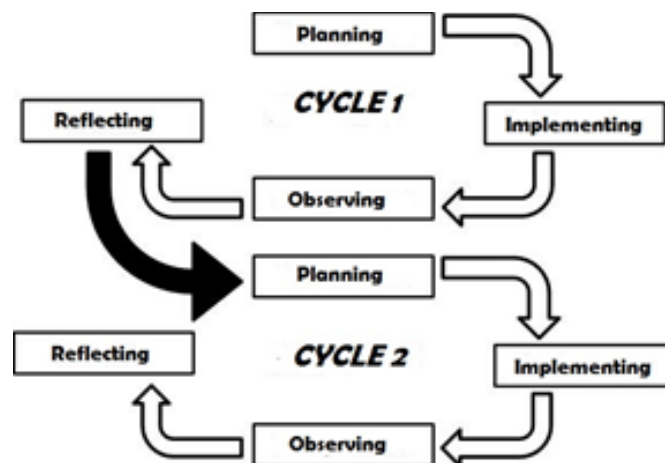 Planning
CYCLE 1
Reflecting
Implementing
Observing
Planning
CYCLE 2
Reflecting
Implementing
Observing